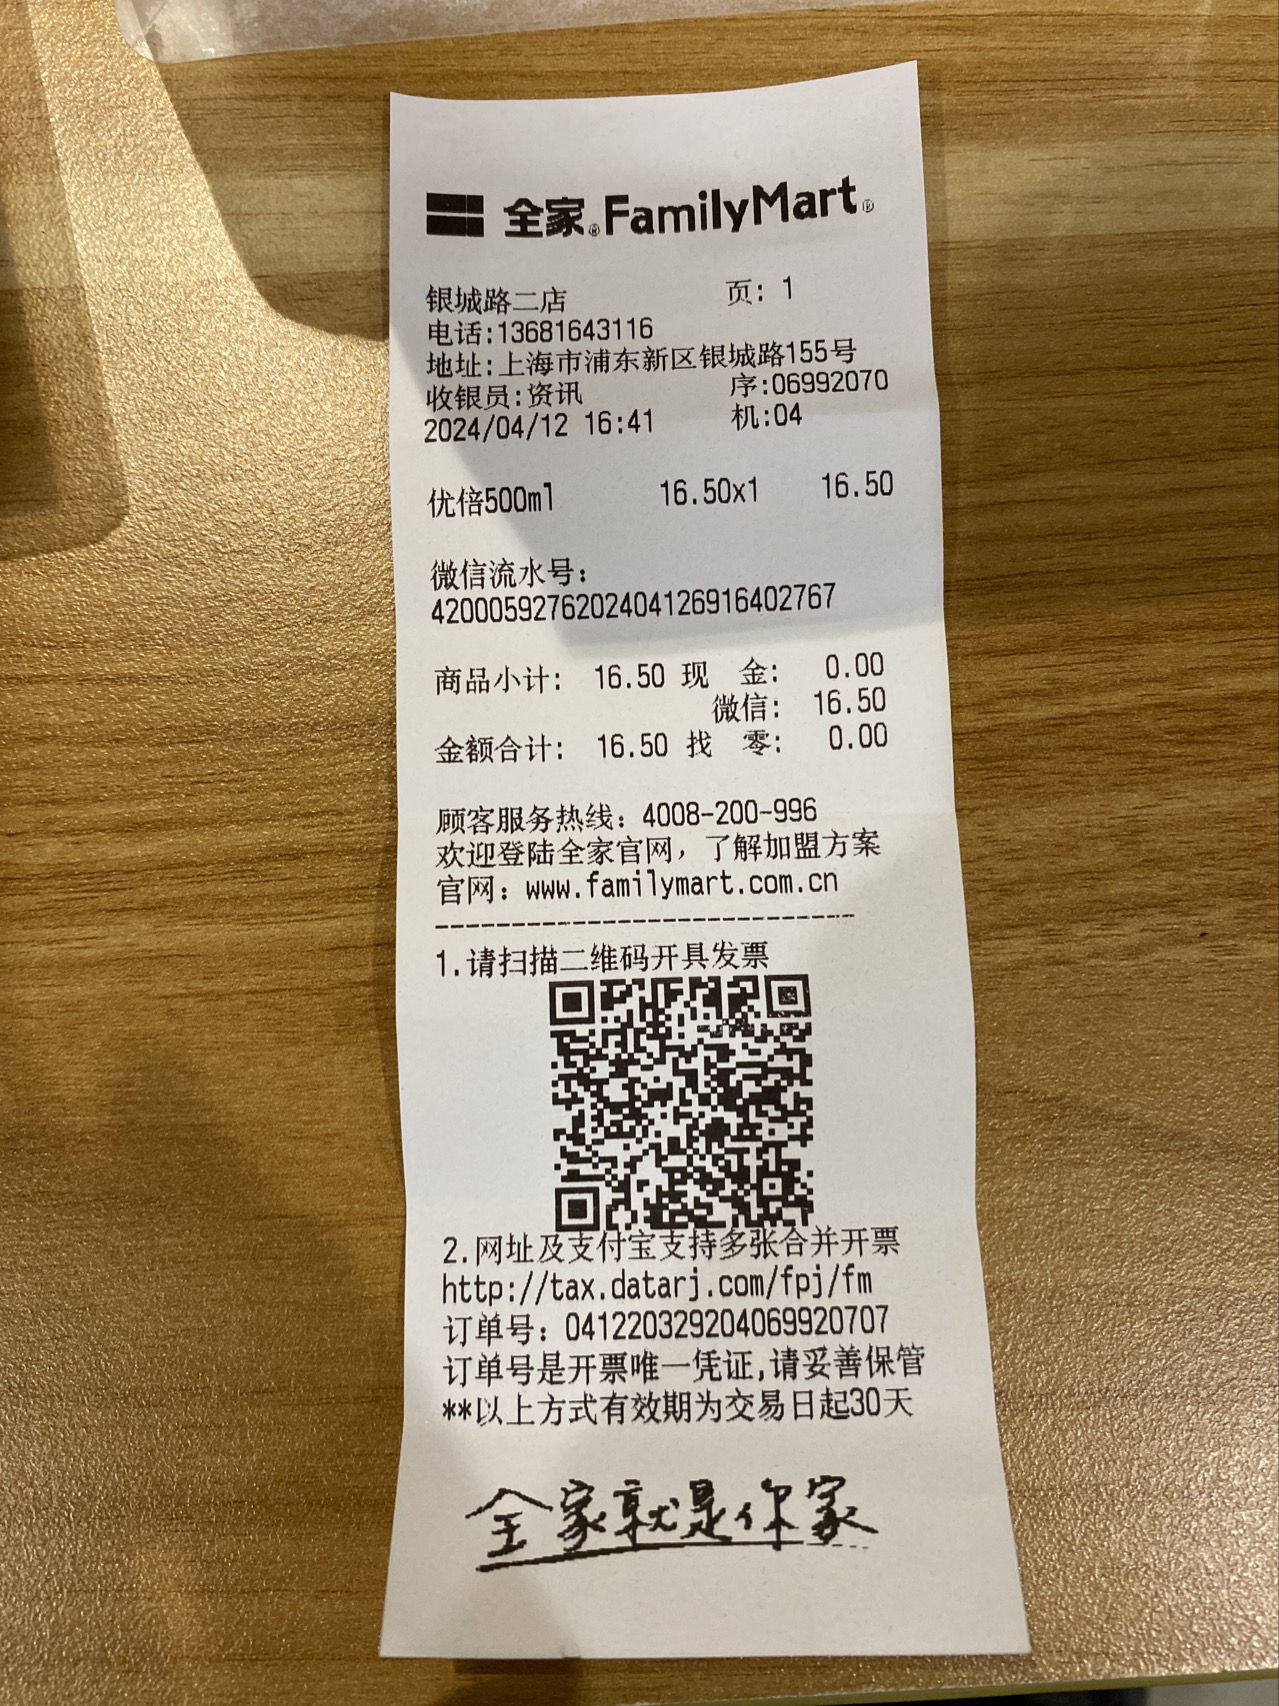 全家®FamilyMart®
银城路二店 页: 1
电话:13681643116
地址:上海市浦东新区银城路155号
收银员:资讯 序:06992070
2024/04/12 16:41 机:04
优倍500ml 16.50x1 16.50
微信流水号:
4200059276202404126916402767
商品小计: 16.50 现 金: 0.00
微信: 16.50
金额合计: 16.50 找 零: 0.00
顾客服务热线: 4008-200-996
欢迎登陆全家官网，了解加盟方案
官网: www.familymart.com.cn
------------------------------
1.请扫描二维码开具发票
2.网址及支付宝支持多张合并开票
http://tax.datarj.com/fpj/fm
订单号: 041220329204069920707
订单号是开票唯一凭证,请妥善保管
**以上方式有效期为交易日起30天
全家就是你家